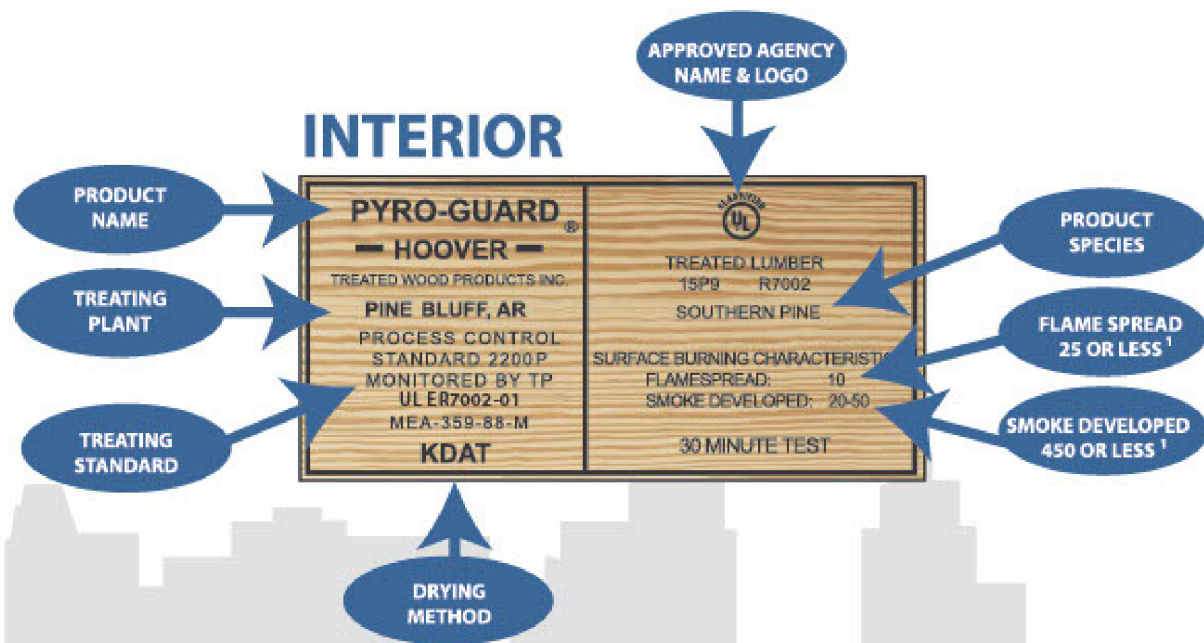 APPROVED AGENCY
NAME & LOGO
INTERIOR
PRODUCT
NAME
TREATING
PLANT
TREATING
STANDARD
PYRO-GUARD®
HOOVER
TREATED WOOD PRODUCTS INC.
PINE BLUFF, AR
PROCESS CONTROL
STANDARD 2200P
MONITORED BY TP
UL ER7002-01
MEA-359-88-M
KDAT
CLASSIFIED
UL
TREATED LUMBER
15P9 R7002
SOUTHERN PINE
SURFACE BURNING CHARACTERISTIC
FLAMESPREAD: 10
SMOKE DEVELOPED: 20-50
30 MINUTE TEST
PRODUCT
SPECIES
FLAME SPREAD
25 OR LESS 1
SMOKE DEVELOPED
450 OR LESS 1
DRYING
METHOD